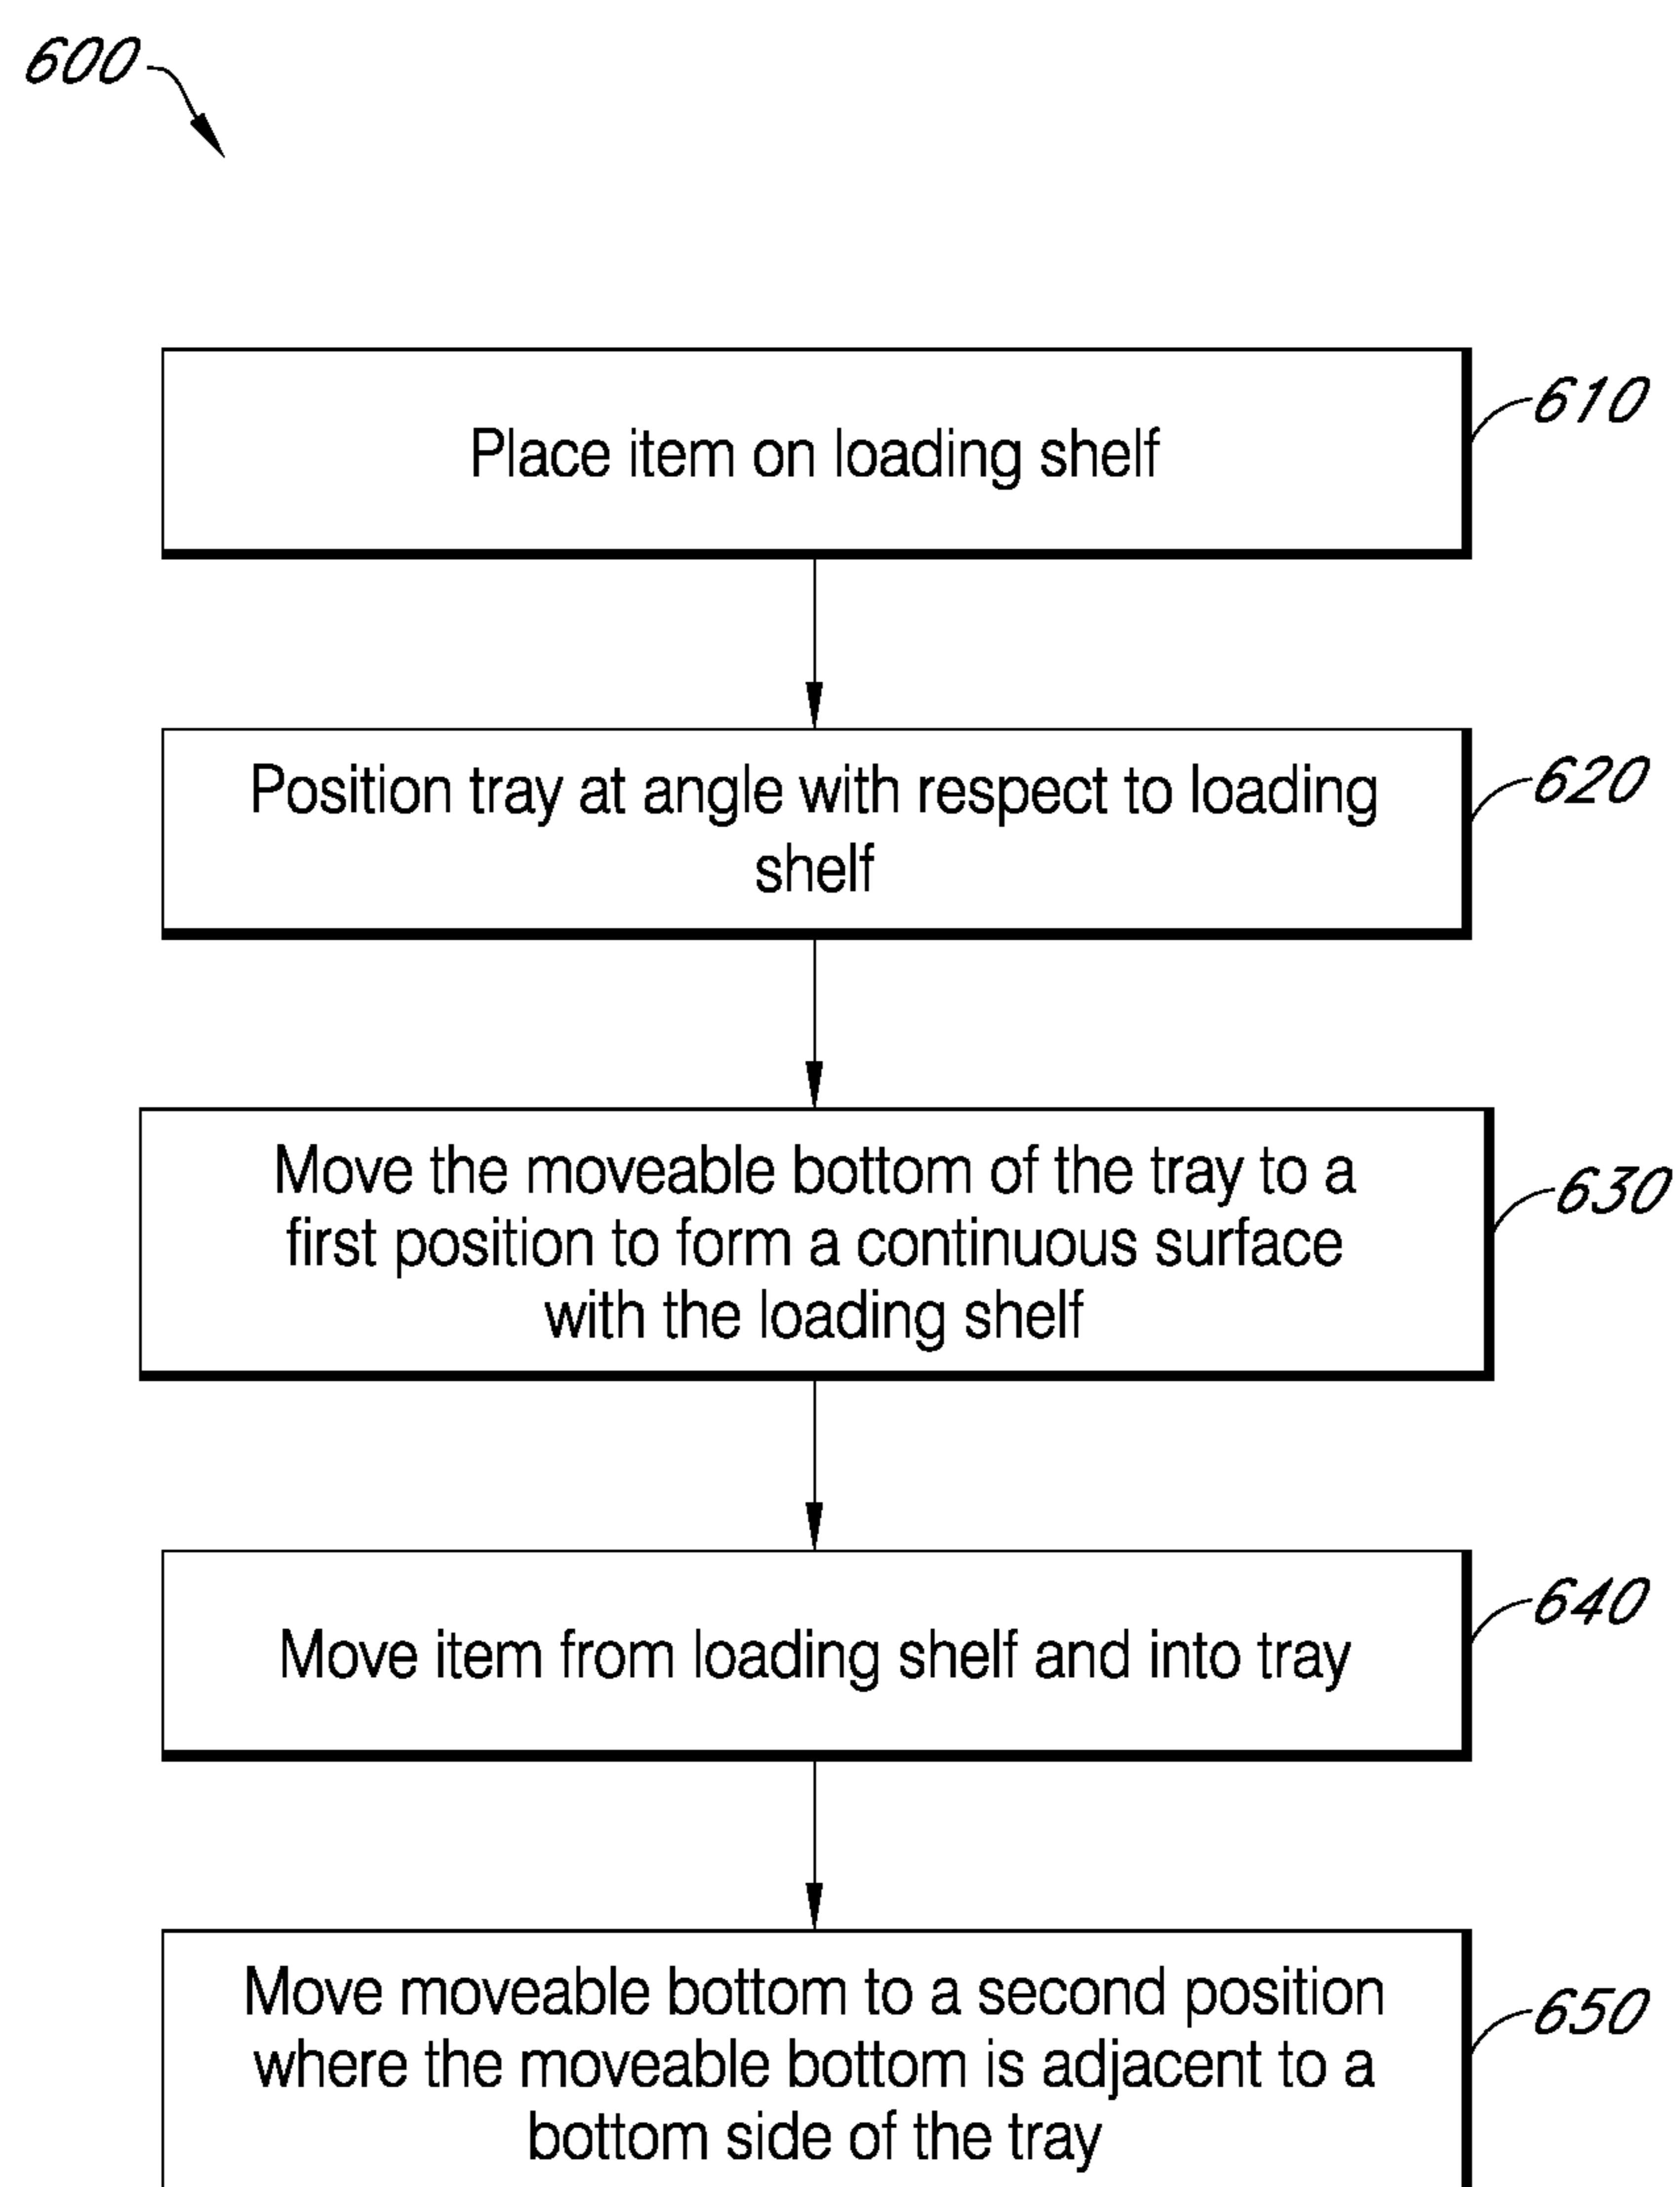 600
Place item on loading shelf
610
Position tray at angle with respect to loading
shelf
620
Move the moveable bottom of the tray to a
first position to form a continuous surface
with the loading shelf
630
Move item from loading shelf and into tray
640
Move moveable bottom to a second position
where the moveable bottom is adjacent to a
bottom side of the tray
650